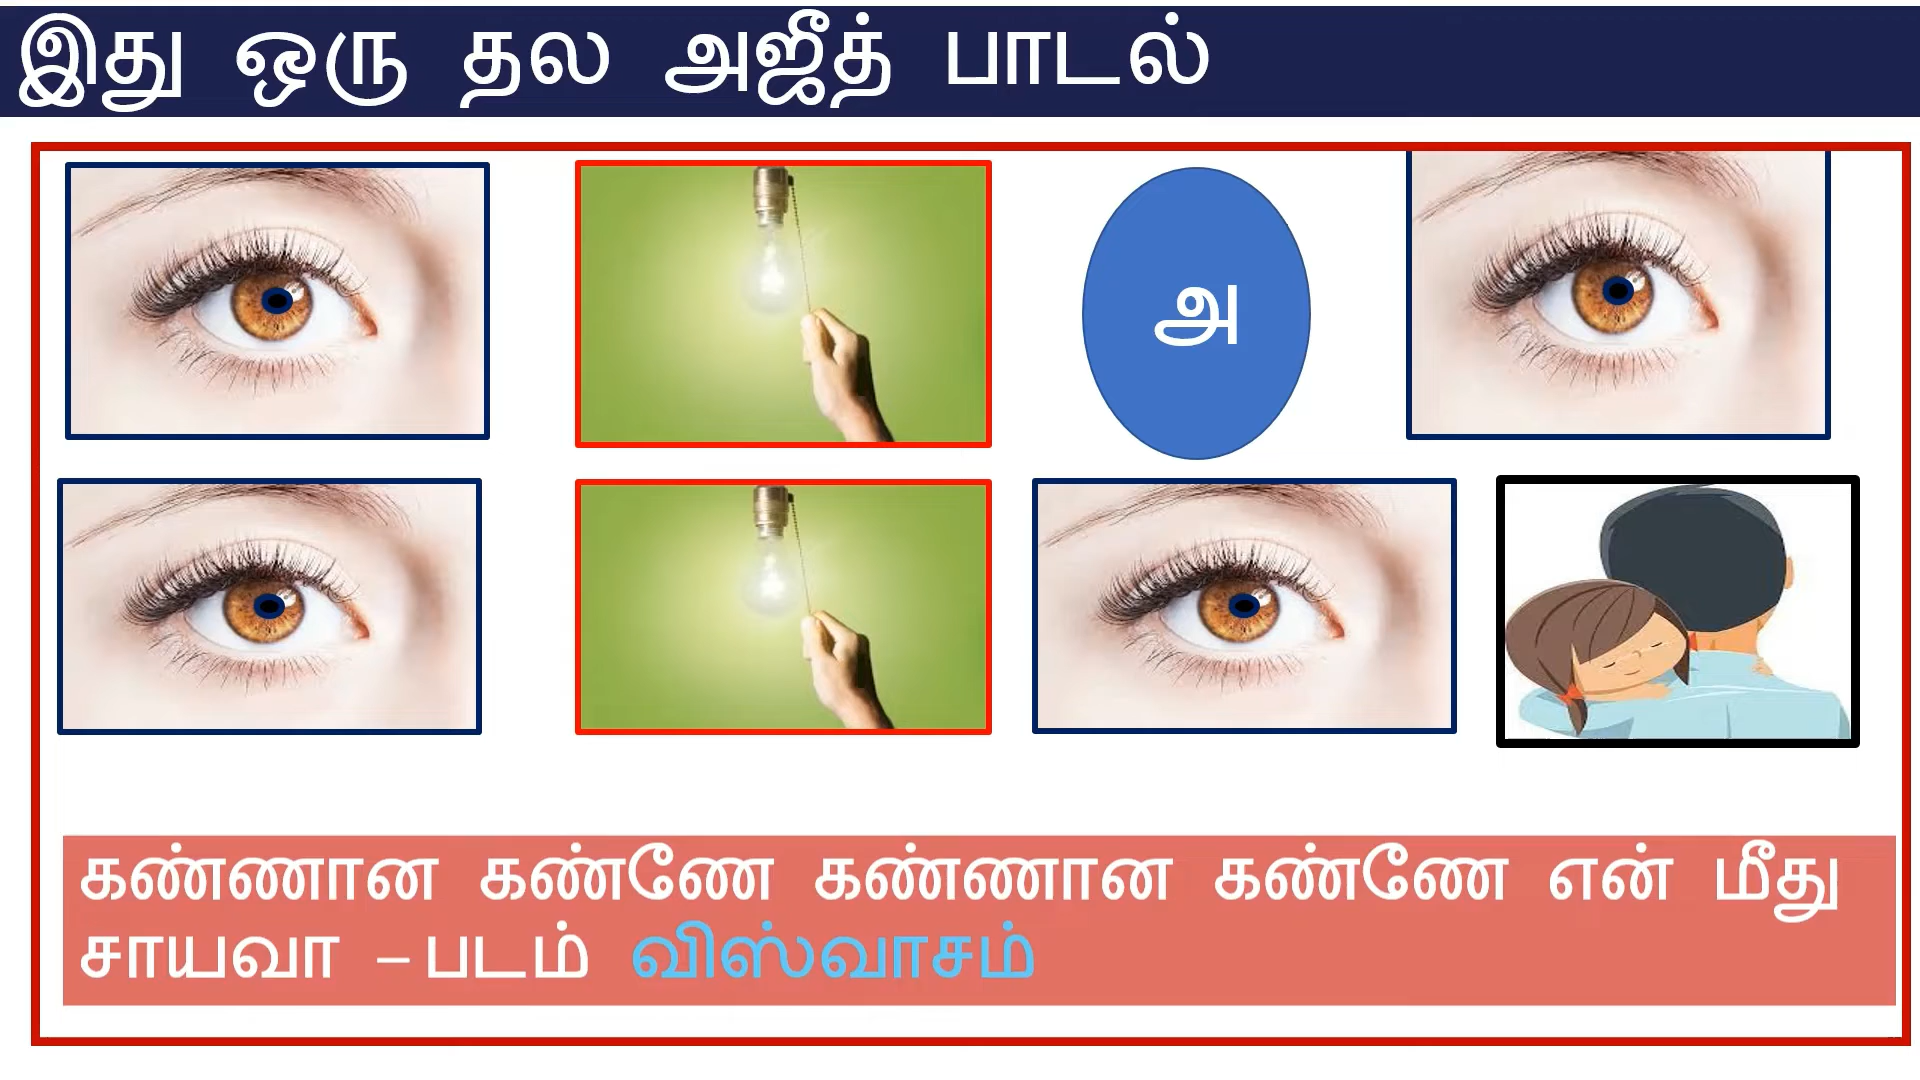 இது ஒரு தல அஜீத் பாடல்
அ
கண்ணான கண்ணே கண்ணான கண்ணே என் மீது
சாயவா – படம் விஸ்வாசம்